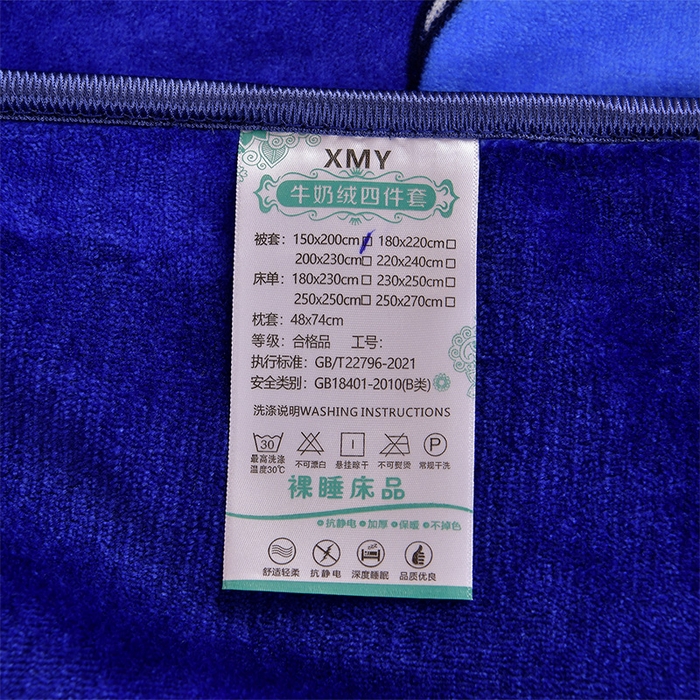 XMY
牛奶绒四件套
被套：150x200cm☐ 180x220cm☐
200x230cm☐ 220x240cm☐
床单：180x230cm☐ 230x250cm☐
250x250cm☐ 250x270cm☐
枕套：48x74cm
等级：合格品 工号：
执行标准：GB/T22796-2021
安全类别：GB18401-2010(B类)
洗涤说明WASHING INSTRUCTIONS
30 P
最高洗涤 不可漂白 悬挂晾干 不可熨烫 常规干洗
温度30℃
裸睡床品
抗静电 加厚 保暖 不掉色
舒适轻柔 抗静电 深度睡眠 品质优良